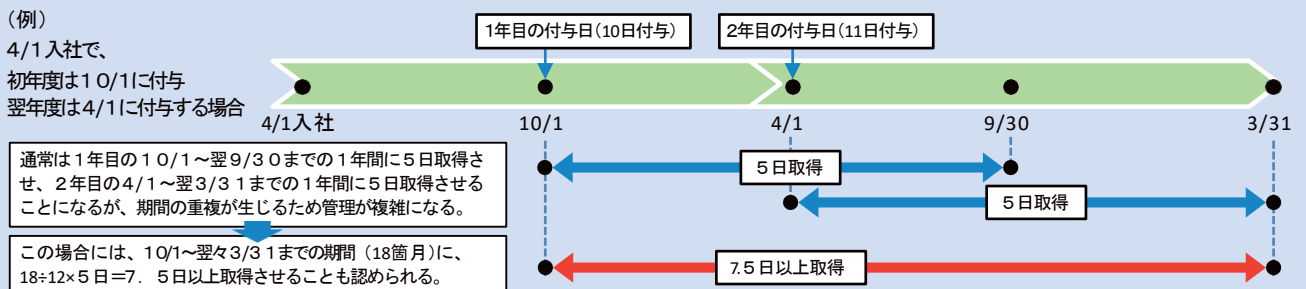 （例）
4/1入社で、
初年度は10/1に付与
翌年度は4/1に付与する場合
1年目の付与日（10日付与）
2年目の付与日（11日付与）
4/1入社
10/1
4/1
9/30
3/31
通常は1年目の10/1～翌9/30までの1年間に5日取得さ
せ、2年目の4/1～翌3/31までの1年間に5日取得させる
ことになるが、期間の重複が生じるため管理が複雑になる。
5日取得
5日取得
この場合には、10/1～翌々3/31までの期間（18箇月）に、
18÷12×5日＝7．5日以上取得させることも認められる。
7.5日以上取得